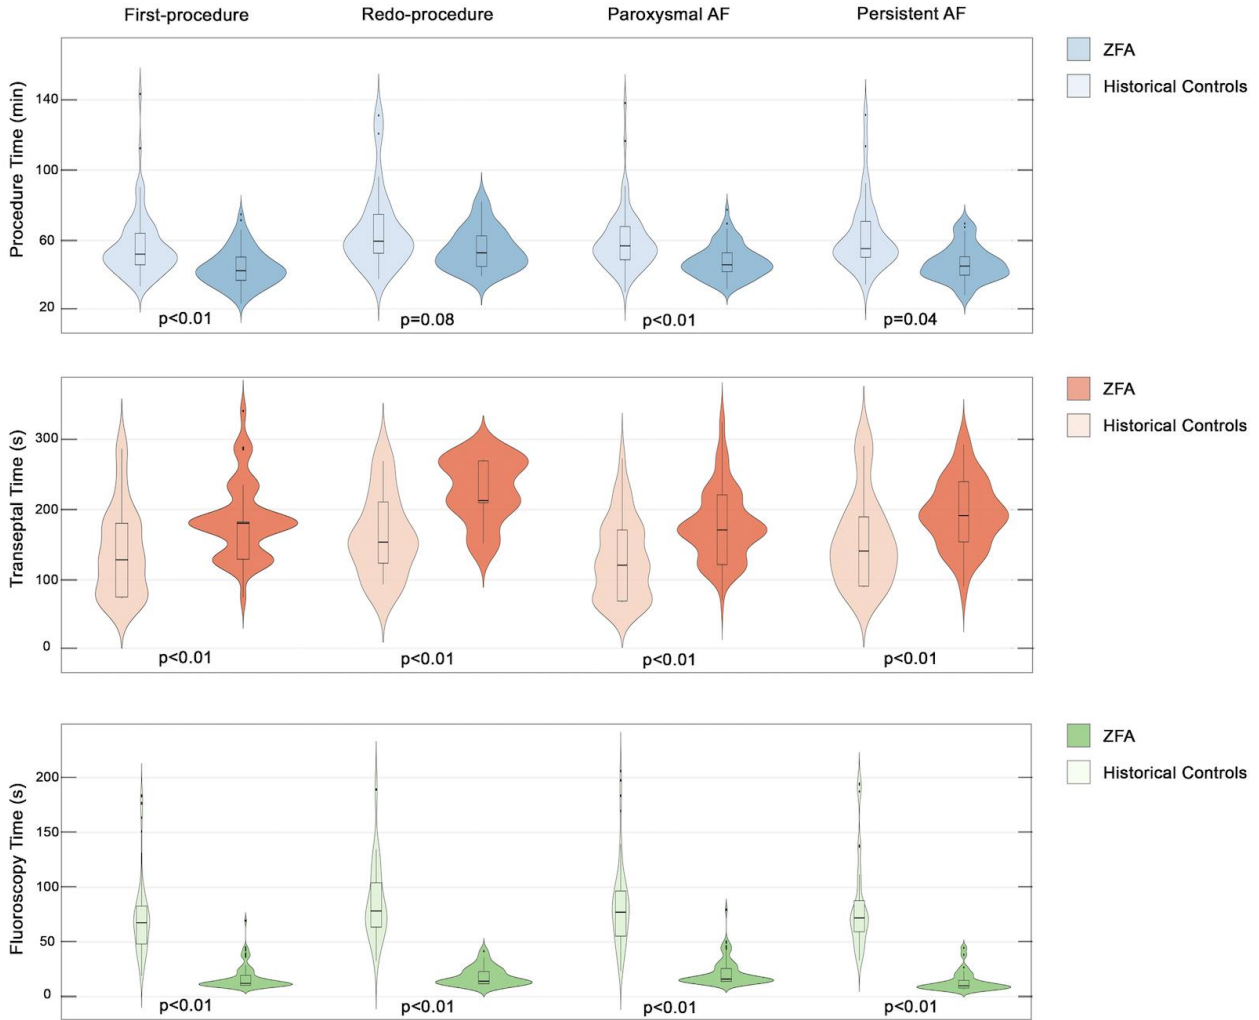 First-procedure Redo-procedure Paroxysmal AF Persistent AF
Procedure Time (min)
140
100
60
20
p<0.01 p=0.08 p<0.01 p=0.04
ZFA
Historical Controls
Transeptal Time (s)
300
200
100
0
p<0.01 p<0.01 p<0.01 p<0.01
ZFA
Historical Controls
Fluoroscopy Time (s)
200
150
100
50
0
p<0.01 p<0.01 p<0.01 p<0.01
ZFA
Historical Controls